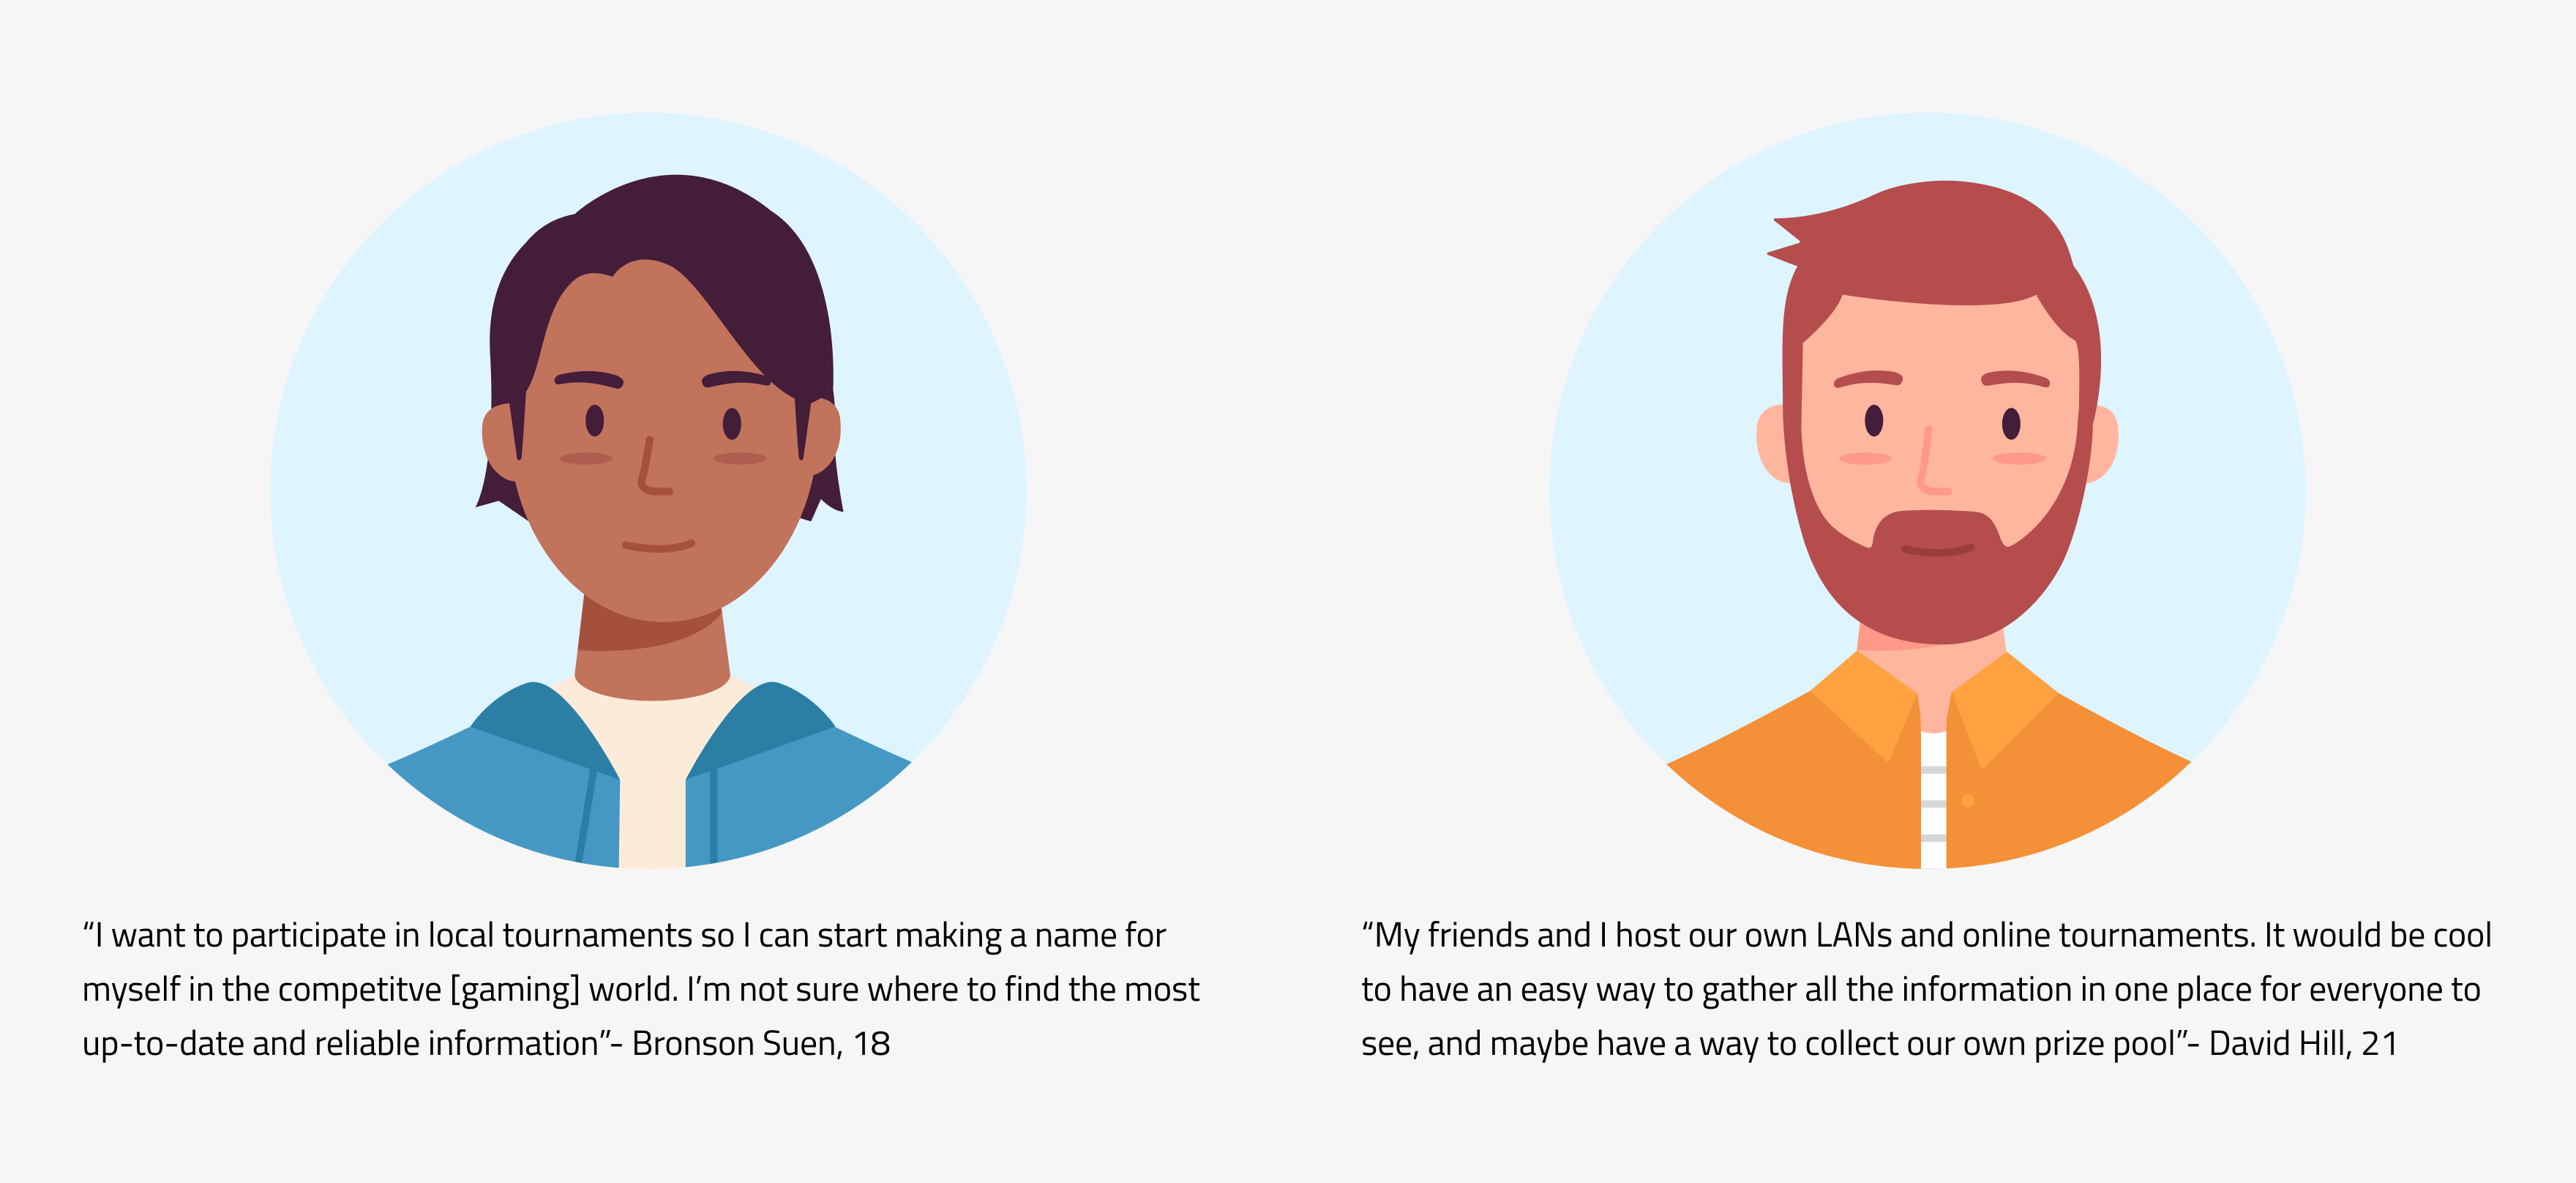 “I want to participate in local tournaments so I can start making a name for
myself in the competitve [gaming] world. I’m not sure where to find the most
up-to-date and reliable information”- Bronson Suen, 18
“My friends and I host our own LANs and online tournaments. It would be cool
to have an easy way to gather all the information in one place for everyone to
see, and maybe have a way to collect our own prize pool”- David Hill, 21